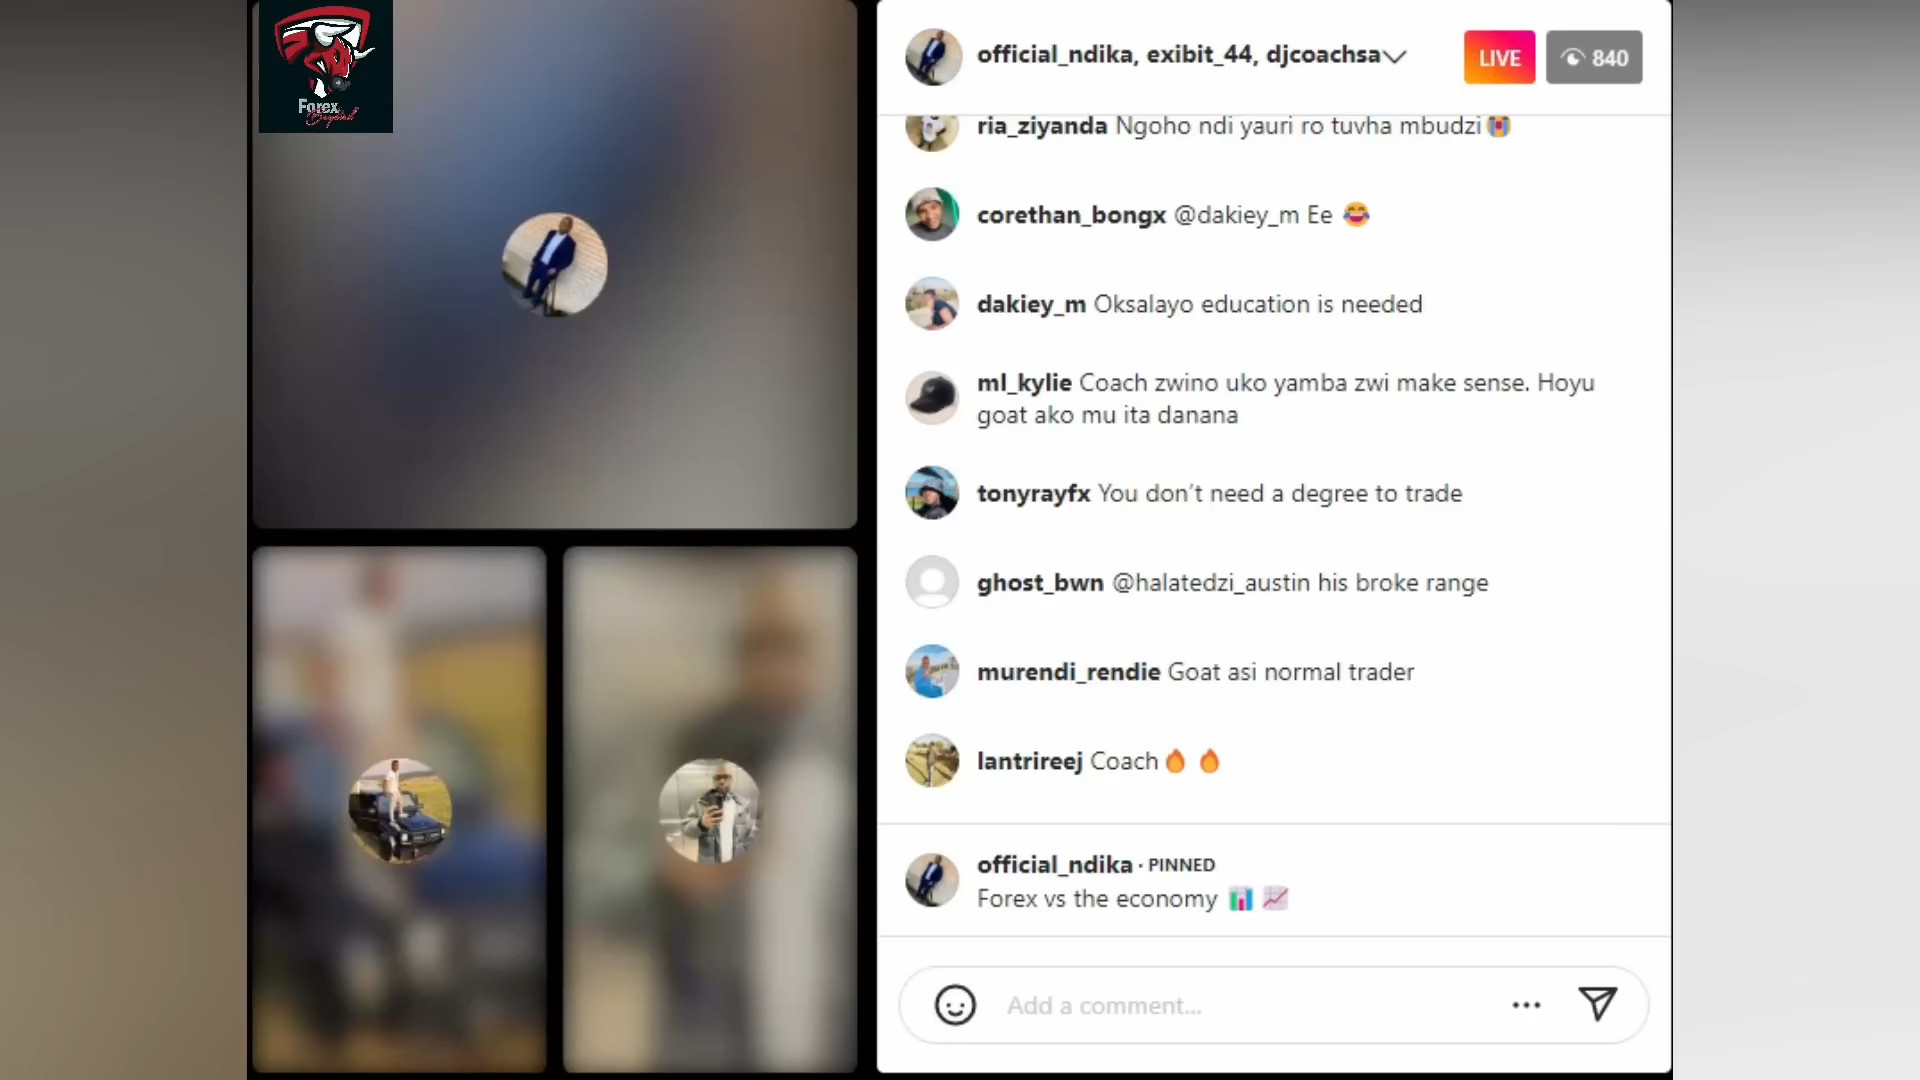 Forex
Beyond
official_ndika, exibit_44, djcoachsa
LIVE
840
ria_ziyanda Ngoho ndi yauri ro tuvha mbudzi😭
corethan_bongx @dakiey_m Ee 😂
dakiey_m Oksalayo education is needed
ml_kylie Coach zwino uko yamba zwi make sense. Hoyu
goat ako mu ita danana
tonyrayfx You don’t need a degree to trade
ghost_bwn @halatedzi_austin his broke range
murendi_rendie Goat asi normal trader
lantrireej Coach🔥 🔥
official_ndika · PINNED
Forex vs the economy 📊 📈
Add a comment...